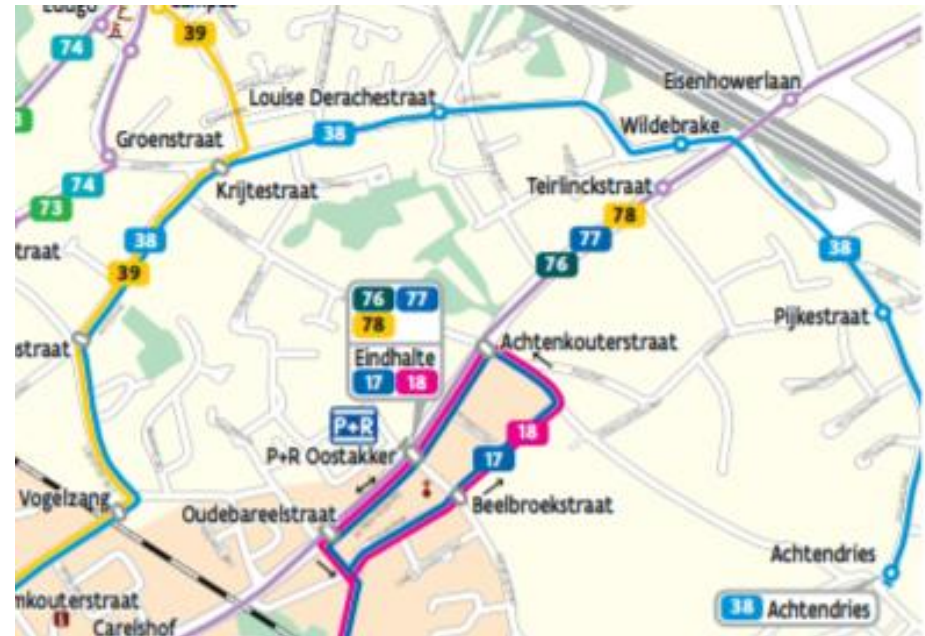 39
74
Eisenhowerlaan
Louise Derachestraat
38
Wildebrake
Groenstraat
Krijtestraat
74
73
Teirlinckstraat
78
77
76
38
38
39
traat
76 77
78
Eindhalte
17 18
Pijkestraat
straat
Achtenkouterstraat
P+R
P+R Oostakker
18
17
Vogelzang
Oudebareelstraat
Beelbroekstraat
Achtendries
38 Achtendries
mkouterstraat
Carelshof